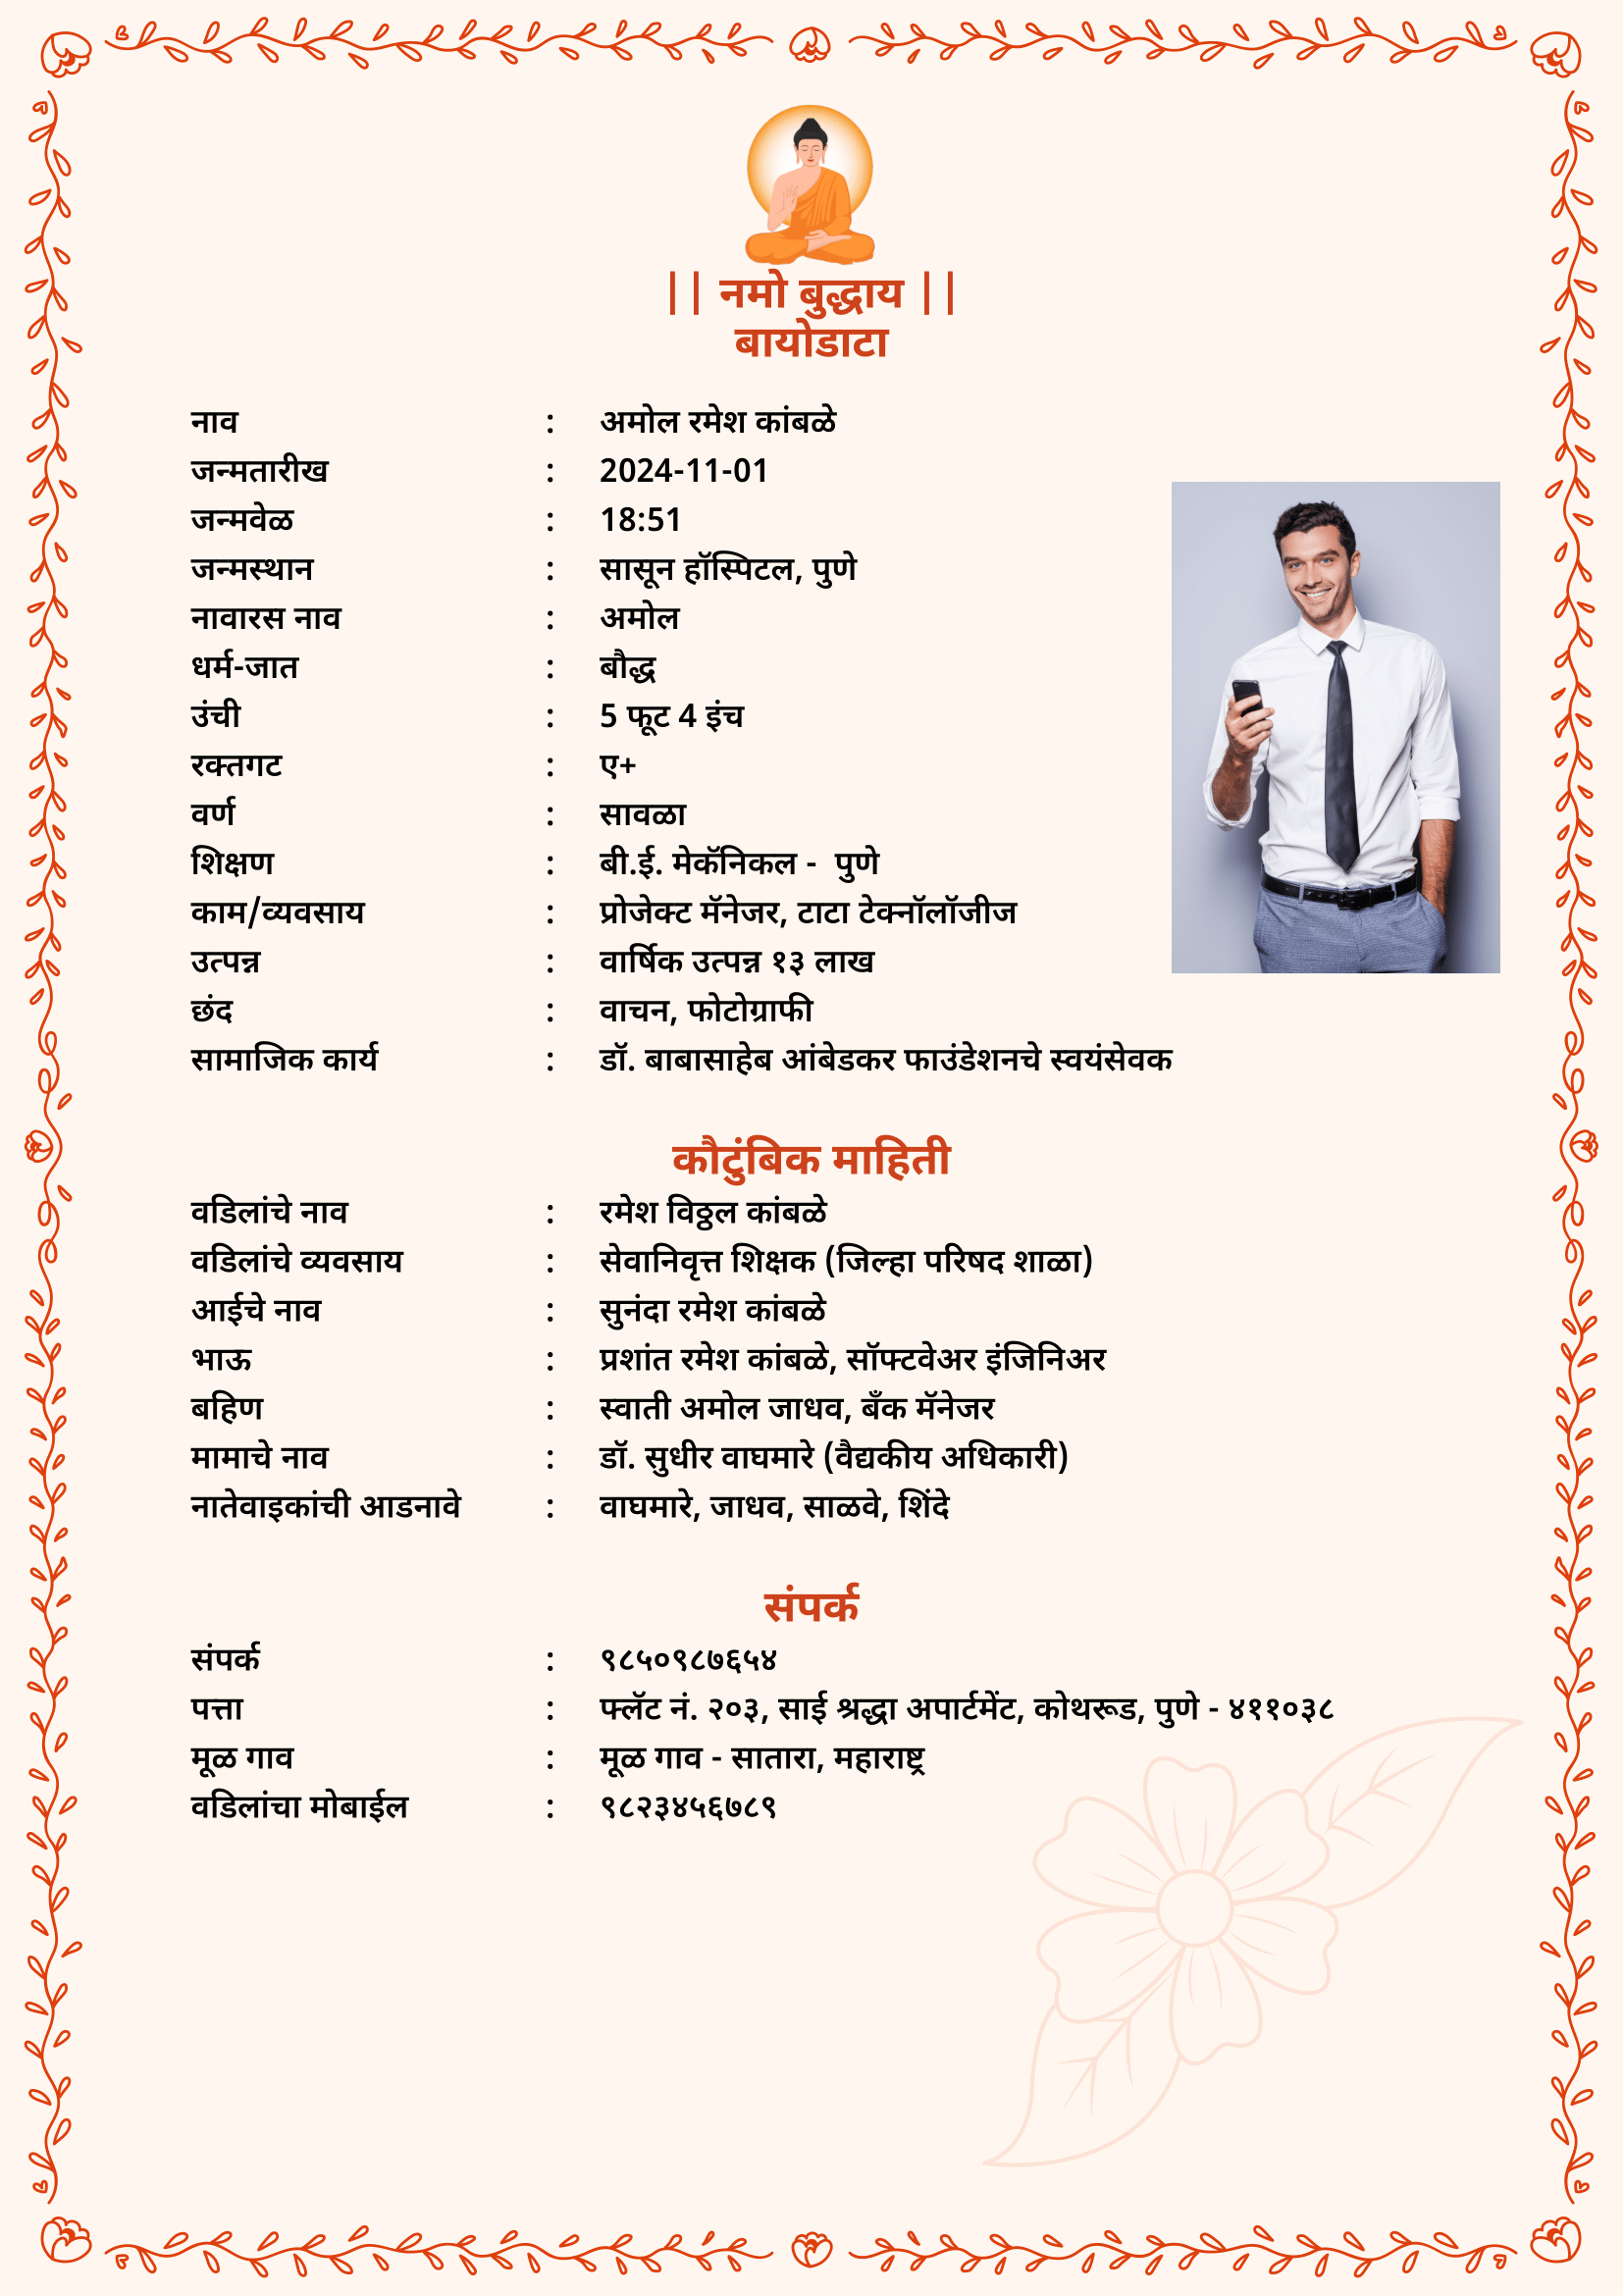 || नमो बुद्धाय ||
बायोडाटा
नाव : अमोल रमेश कांबळे
जन्मतारीख : 2024-11-01
जन्मवेळ : 18:51
जन्मस्थान : सासून हॉस्पिटल, पुणे
नावारस नाव : अमोल
धर्म-जात : बौद्ध
उंची : 5 फूट 4 इंच
रक्तगट : ए+
वर्ण : सावळा
शिक्षण : बी.ई. मेकॅनिकल - पुणे
काम/व्यवसाय : प्रोजेक्ट मॅनेजर, टाटा टेक्नॉलॉजीज
उत्पन्न : वार्षिक उत्पन्न १३ लाख
छंद : वाचन, फोटोग्राफी
सामाजिक कार्य : डॉ. बाबासाहेब आंबेडकर फाउंडेशनचे स्वयंसेवक
कौटुंबिक माहिती
वडिलांचे नाव : रमेश विठ्ठल कांबळे
वडिलांचे व्यवसाय : सेवानिवृत्त शिक्षक (जिल्हा परिषद शाळा)
आईचे नाव : सुनंदा रमेश कांबळे
भाऊ : प्रशांत रमेश कांबळे, सॉफ्टवेअर इंजिनिअर
बहिण : स्वाती अमोल जाधव, बँक मॅनेजर
मामाचे नाव : डॉ. सुधीर वाघमारे (वैद्यकीय अधिकारी)
नातेवाइकांची आडनावे : वाघमारे, जाधव, साळवे, शिंदे
संपर्क
संपर्क : ९८५०९८७६५४
पत्ता : फ्लॅट नं. २०३, साई श्रद्धा अपार्टमेंट, कोथरूड, पुणे - ४११०३८
मूळ गाव : मूळ गाव - सातारा, महाराष्ट्र
वडिलांचा मोबाईल : ९८२३४५६७८९